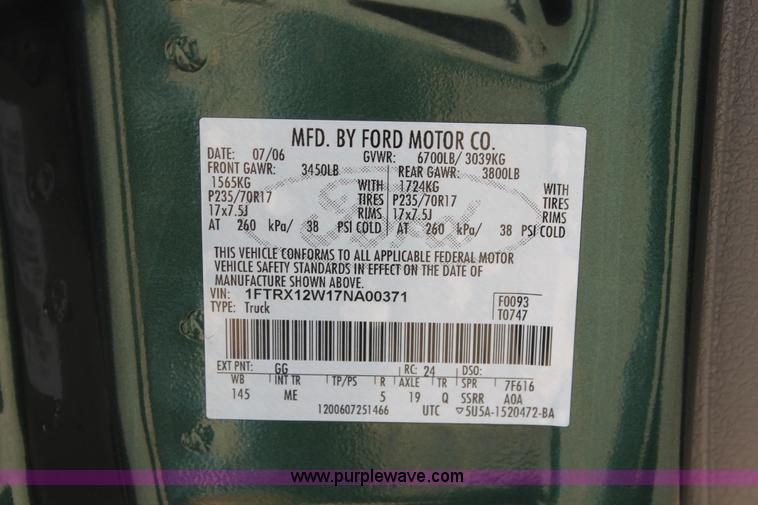 MFD. BY FORD MOTOR CO.
DATE: 07/06 GVWR: 6700LB/ 3039KG
FRONT GAWR: 3450LB REAR GAWR: 3800LB
1565KG WITH 1724KG WITH
P235/70R17 TIRES P235/70R17 TIRES
17x7.5J RIMS 17x7.5J RIMS
AT 260 kPa/ 38 PSI COLD AT 260 kPa/ 38 PSI COLD
Ford
THIS VEHICLE CONFORMS TO ALL APPLICABLE FEDERAL MOTOR
VEHICLE SAFETY STANDARDS IN EFFECT ON THE DATE OF
MANUFACTURE SHOWN ABOVE.
VIN: 1FTRX12W17NA00371 F0093
TYPE: Truck T0747
EXT PNT: GG RC: 24 DSO:
WB INT TR TP/PS R AXLE TR SPR 7F616
145 ME 5 19 Q SSRR A0A
1200607251466 UTC ▽5U5A-1520472-BA
www.purplewave.com